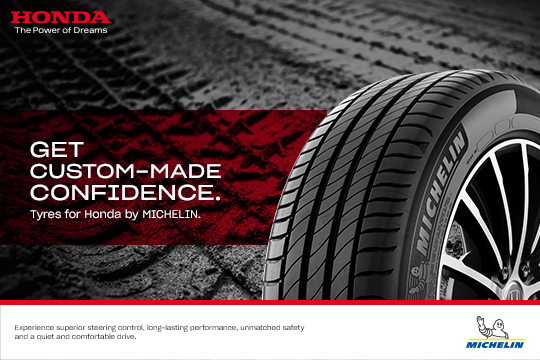 HONDA
The Power of Dreams
GET
CUSTOM-MADE
CONFIDENCE.
Tyres for Honda by MICHELIN.
MICHELIN
MICHELIN
Experience superior steering control, long-lasting performance, unmatched safety
and a quiet and comfortable drive.
MICHELIN